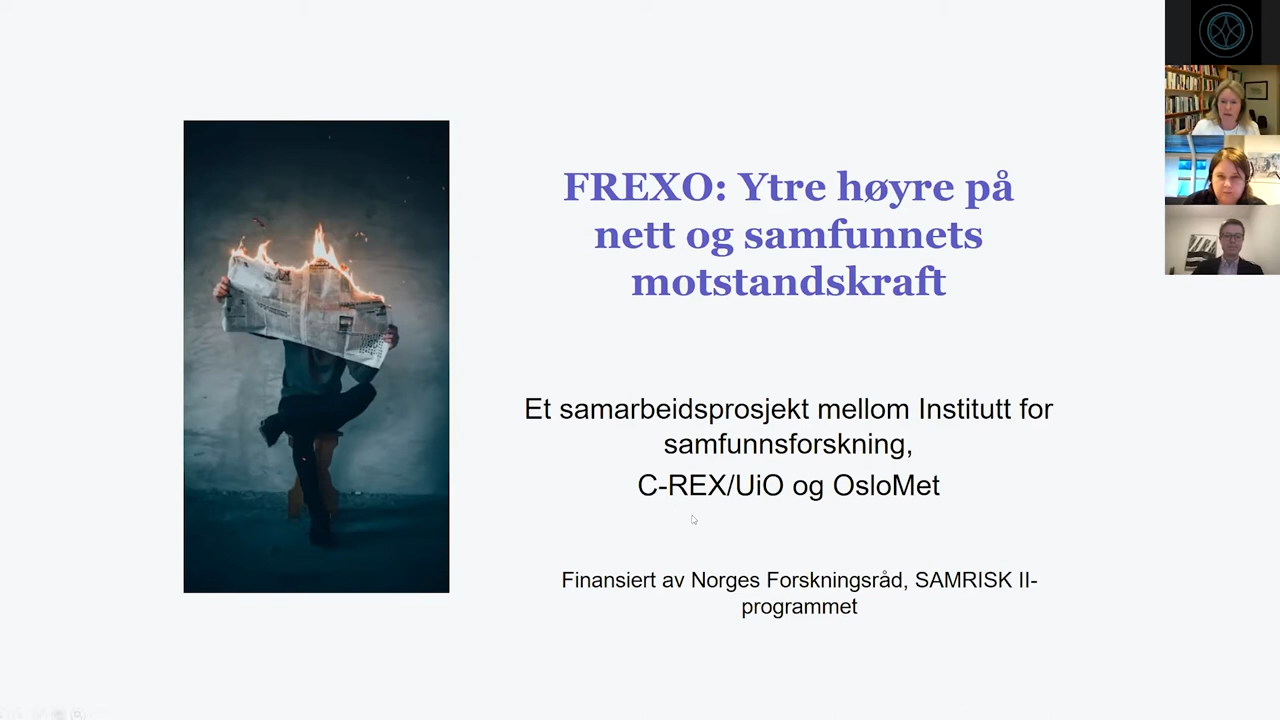 FREXO: Ytre høyre på
nett og samfunnets
motstandskraft
Et samarbeidsprosjekt mellom Institutt for
samfunnsforskning,
C-REX/UiO og OsloMet
Finansiert av Norges Forskningsråd, SAMRISK II-
programmet